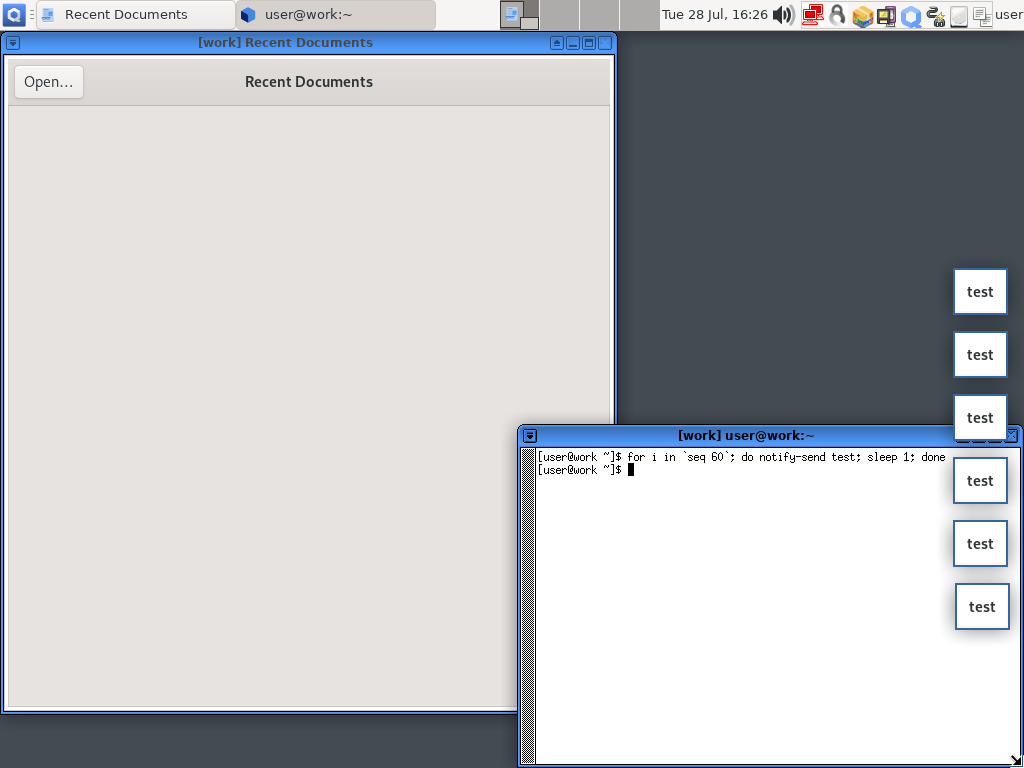 Recent Documents
user@work:~
Tue 28 Jul, 16:26
user
[work] Recent Documents
Open...
Recent Documents
test
test
test
[work] user@work:~
[user@work ~]$ for i in `seq 60`; do notify-send test; sleep 1; done
[user@work ~]$
test
test
test